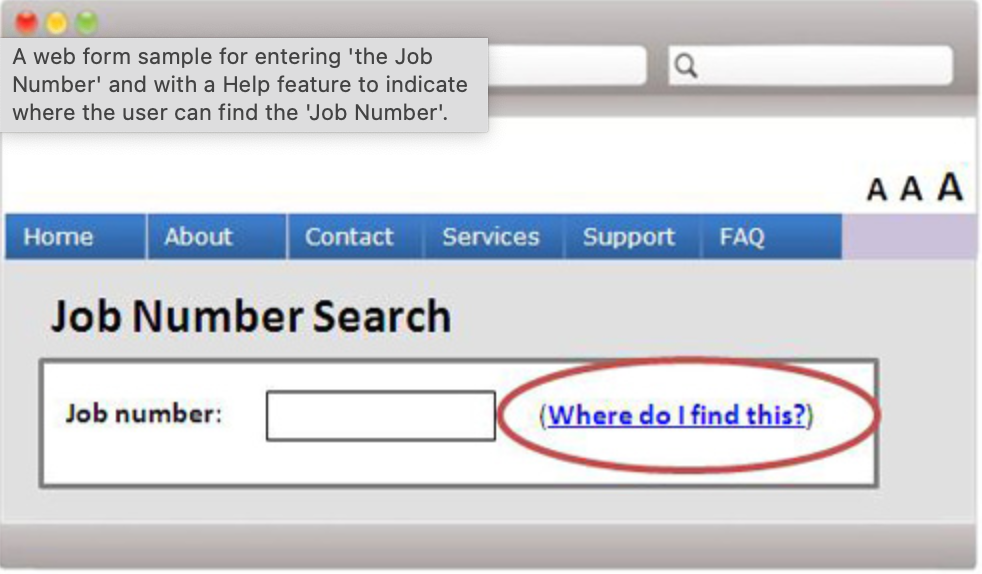 A web form sample for entering 'the Job
Number' and with a Help feature to indicate
where the user can find the 'Job Number'.
A A A
Home About Contact Services Support FAQ
Job Number Search
Job number: (Where do I find this?)